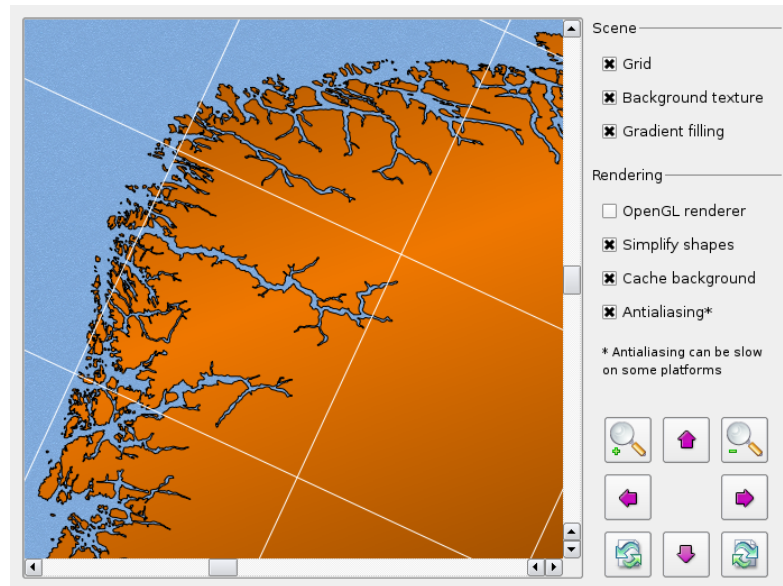 Scene
Grid
Background texture
Gradient filling
Rendering
OpenGL renderer
Simplify shapes
Cache background
Antialiasing*
* Antialiasing can be slow
on some platforms